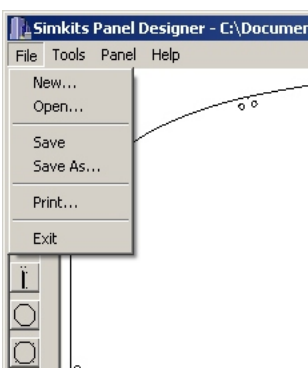 Simkits Panel Designer - C:\Documen
File Tools Panel Help
New...
Open...
Save
Save As...
Print...
Exit